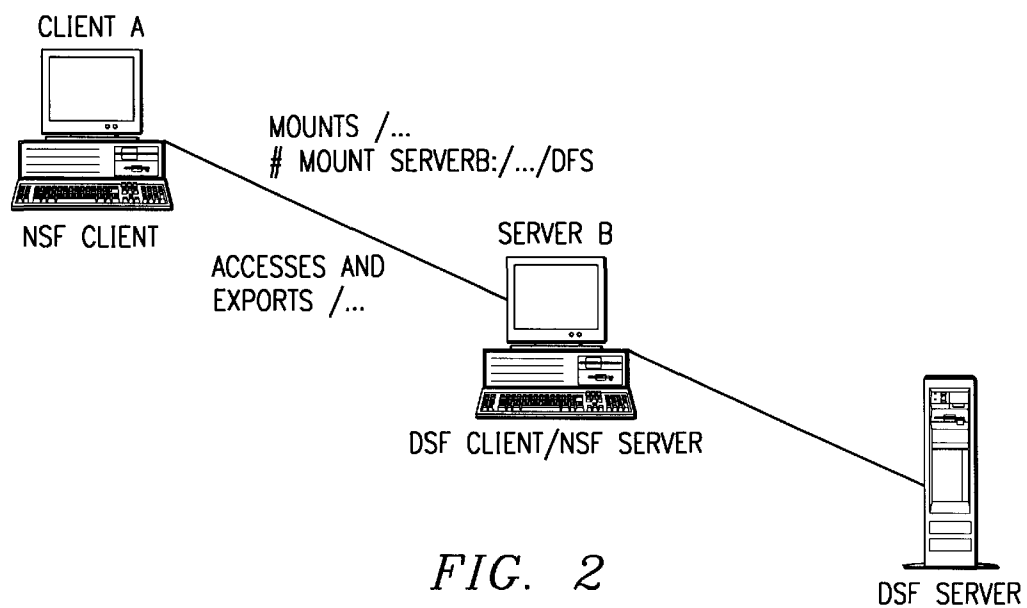 CLIENT A
MOUNTS /...
# MOUNT SERVERB:/.../DFS
NSF CLIENT
SERVER B
ACCESSES AND
EXPORTS /...
DSF CLIENT/NSF SERVER
DSF SERVER
FIG. 2